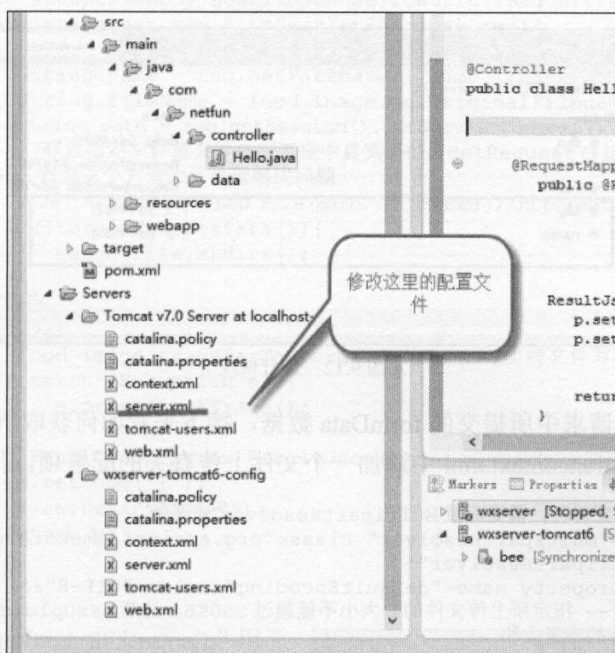 src
main
java
com
netfun
controller
Hello.java
data
resources
webapp
target
pom.xml
Servers
Tomcat v7.0 Server at localhost-
catalina.policy
catalina.properties
context.xml
server.xml
tomcat-users.xml
web.xml
wxserver-tomcat6-config
catalina.policy
catalina.properties
context.xml
server.xml
tomcat-users.xml
web.xml
修改这里的配置文
件
@Controller
public class Hell
@RequestMapp
public @R
ResultJs
p.set
p.set
retur
}
Markers
Properties
wxserver [Stopped, S
wxserver-tomcat6 [S
bee [Synchronize